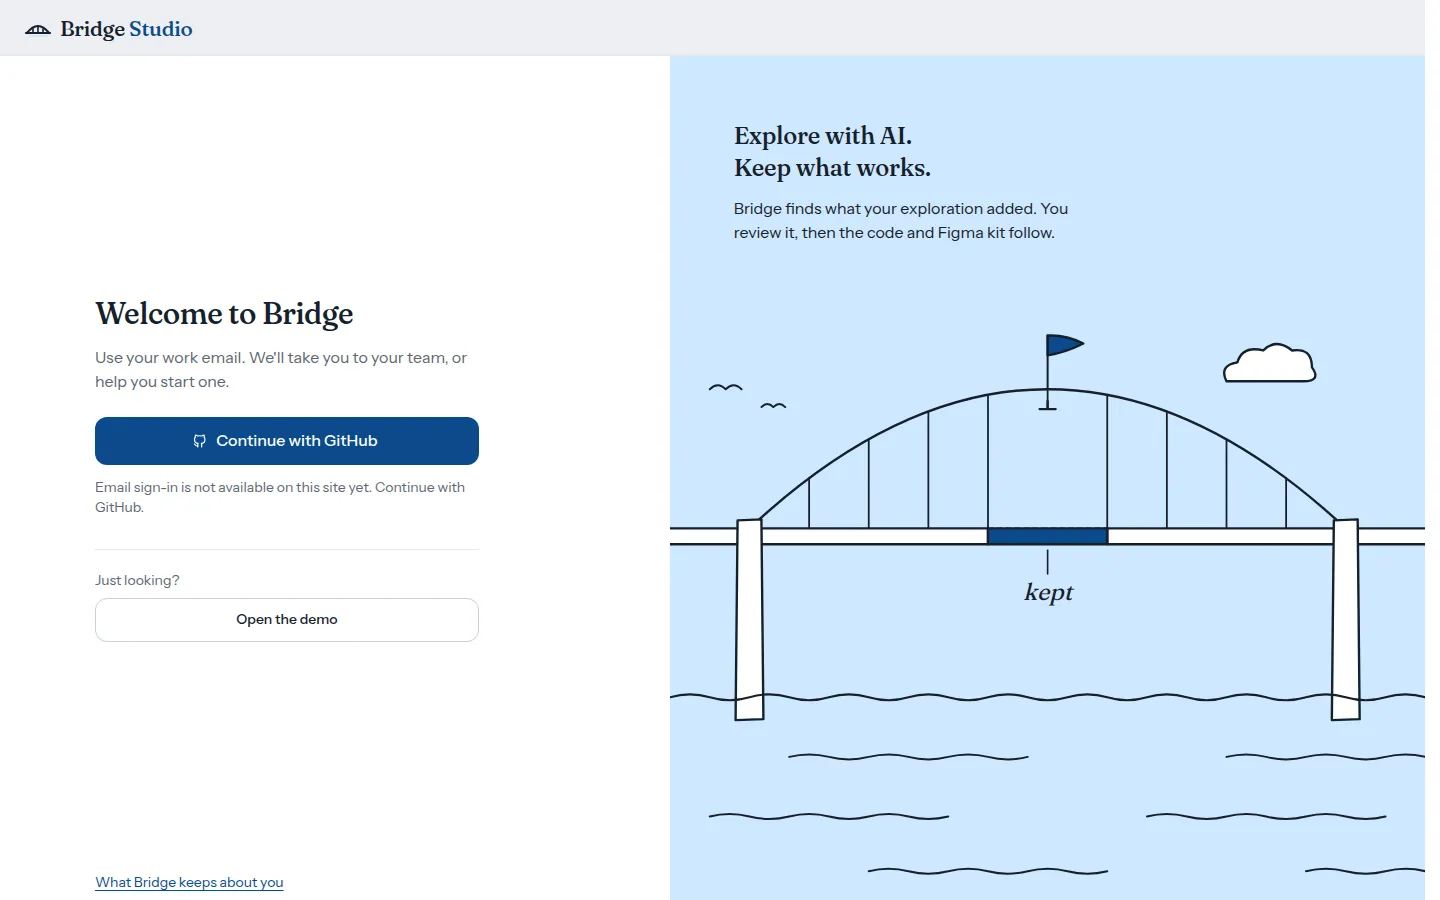 Bridge Studio
Welcome to Bridge
Use your work email. We'll take you to your team, or
help you start one.
Continue with GitHub
Email sign-in is not available on this site yet. Continue with
GitHub.
Just looking?
Open the demo
What Bridge keeps about you
Explore with AI.
Keep what works.
Bridge finds what your exploration added. You
review it, then the code and Figma kit follow.
kept